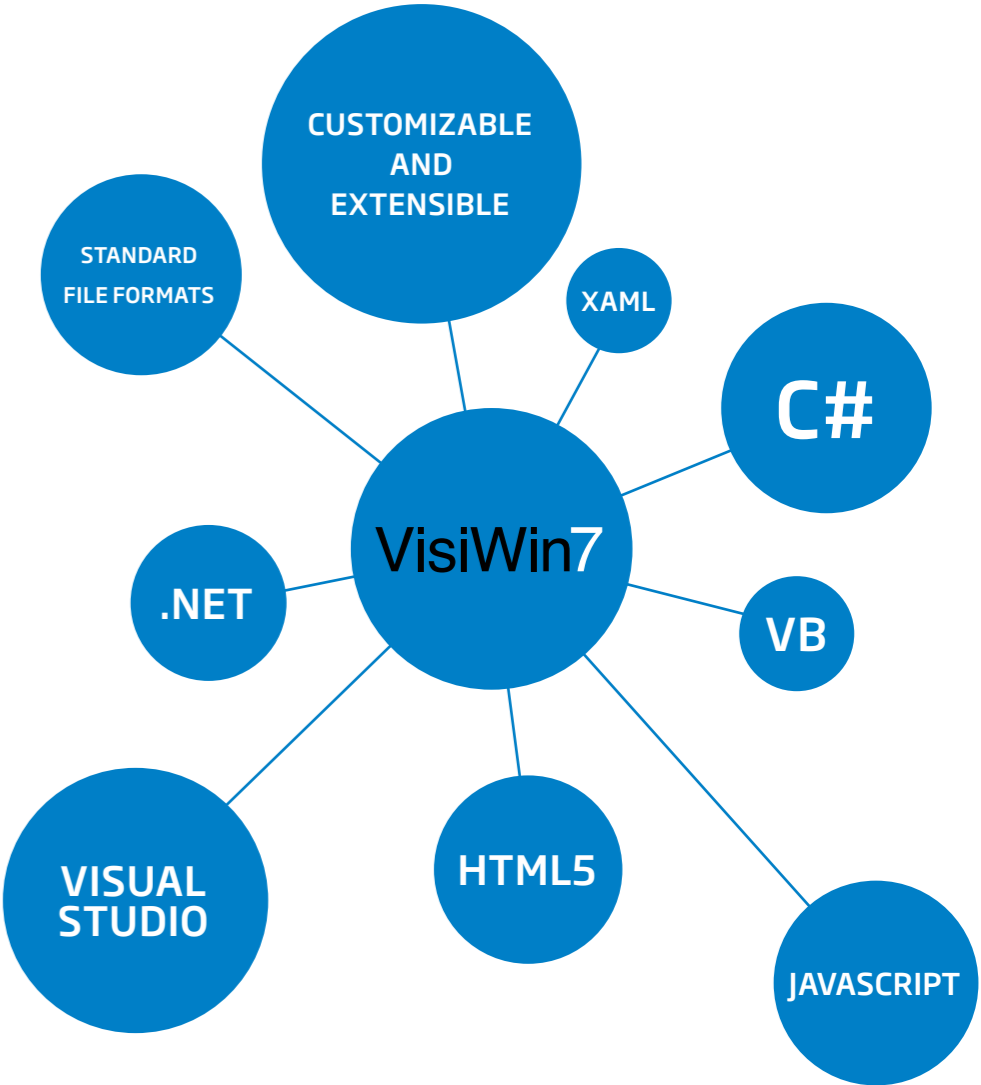 CUSTOMIZABLE
AND
EXTENSIBLE
STANDARD
FILE FORMATS
XAML
C#
VisiWin7
.NET
VB
VISUAL
STUDIO
HTML5
JAVASCRIPT